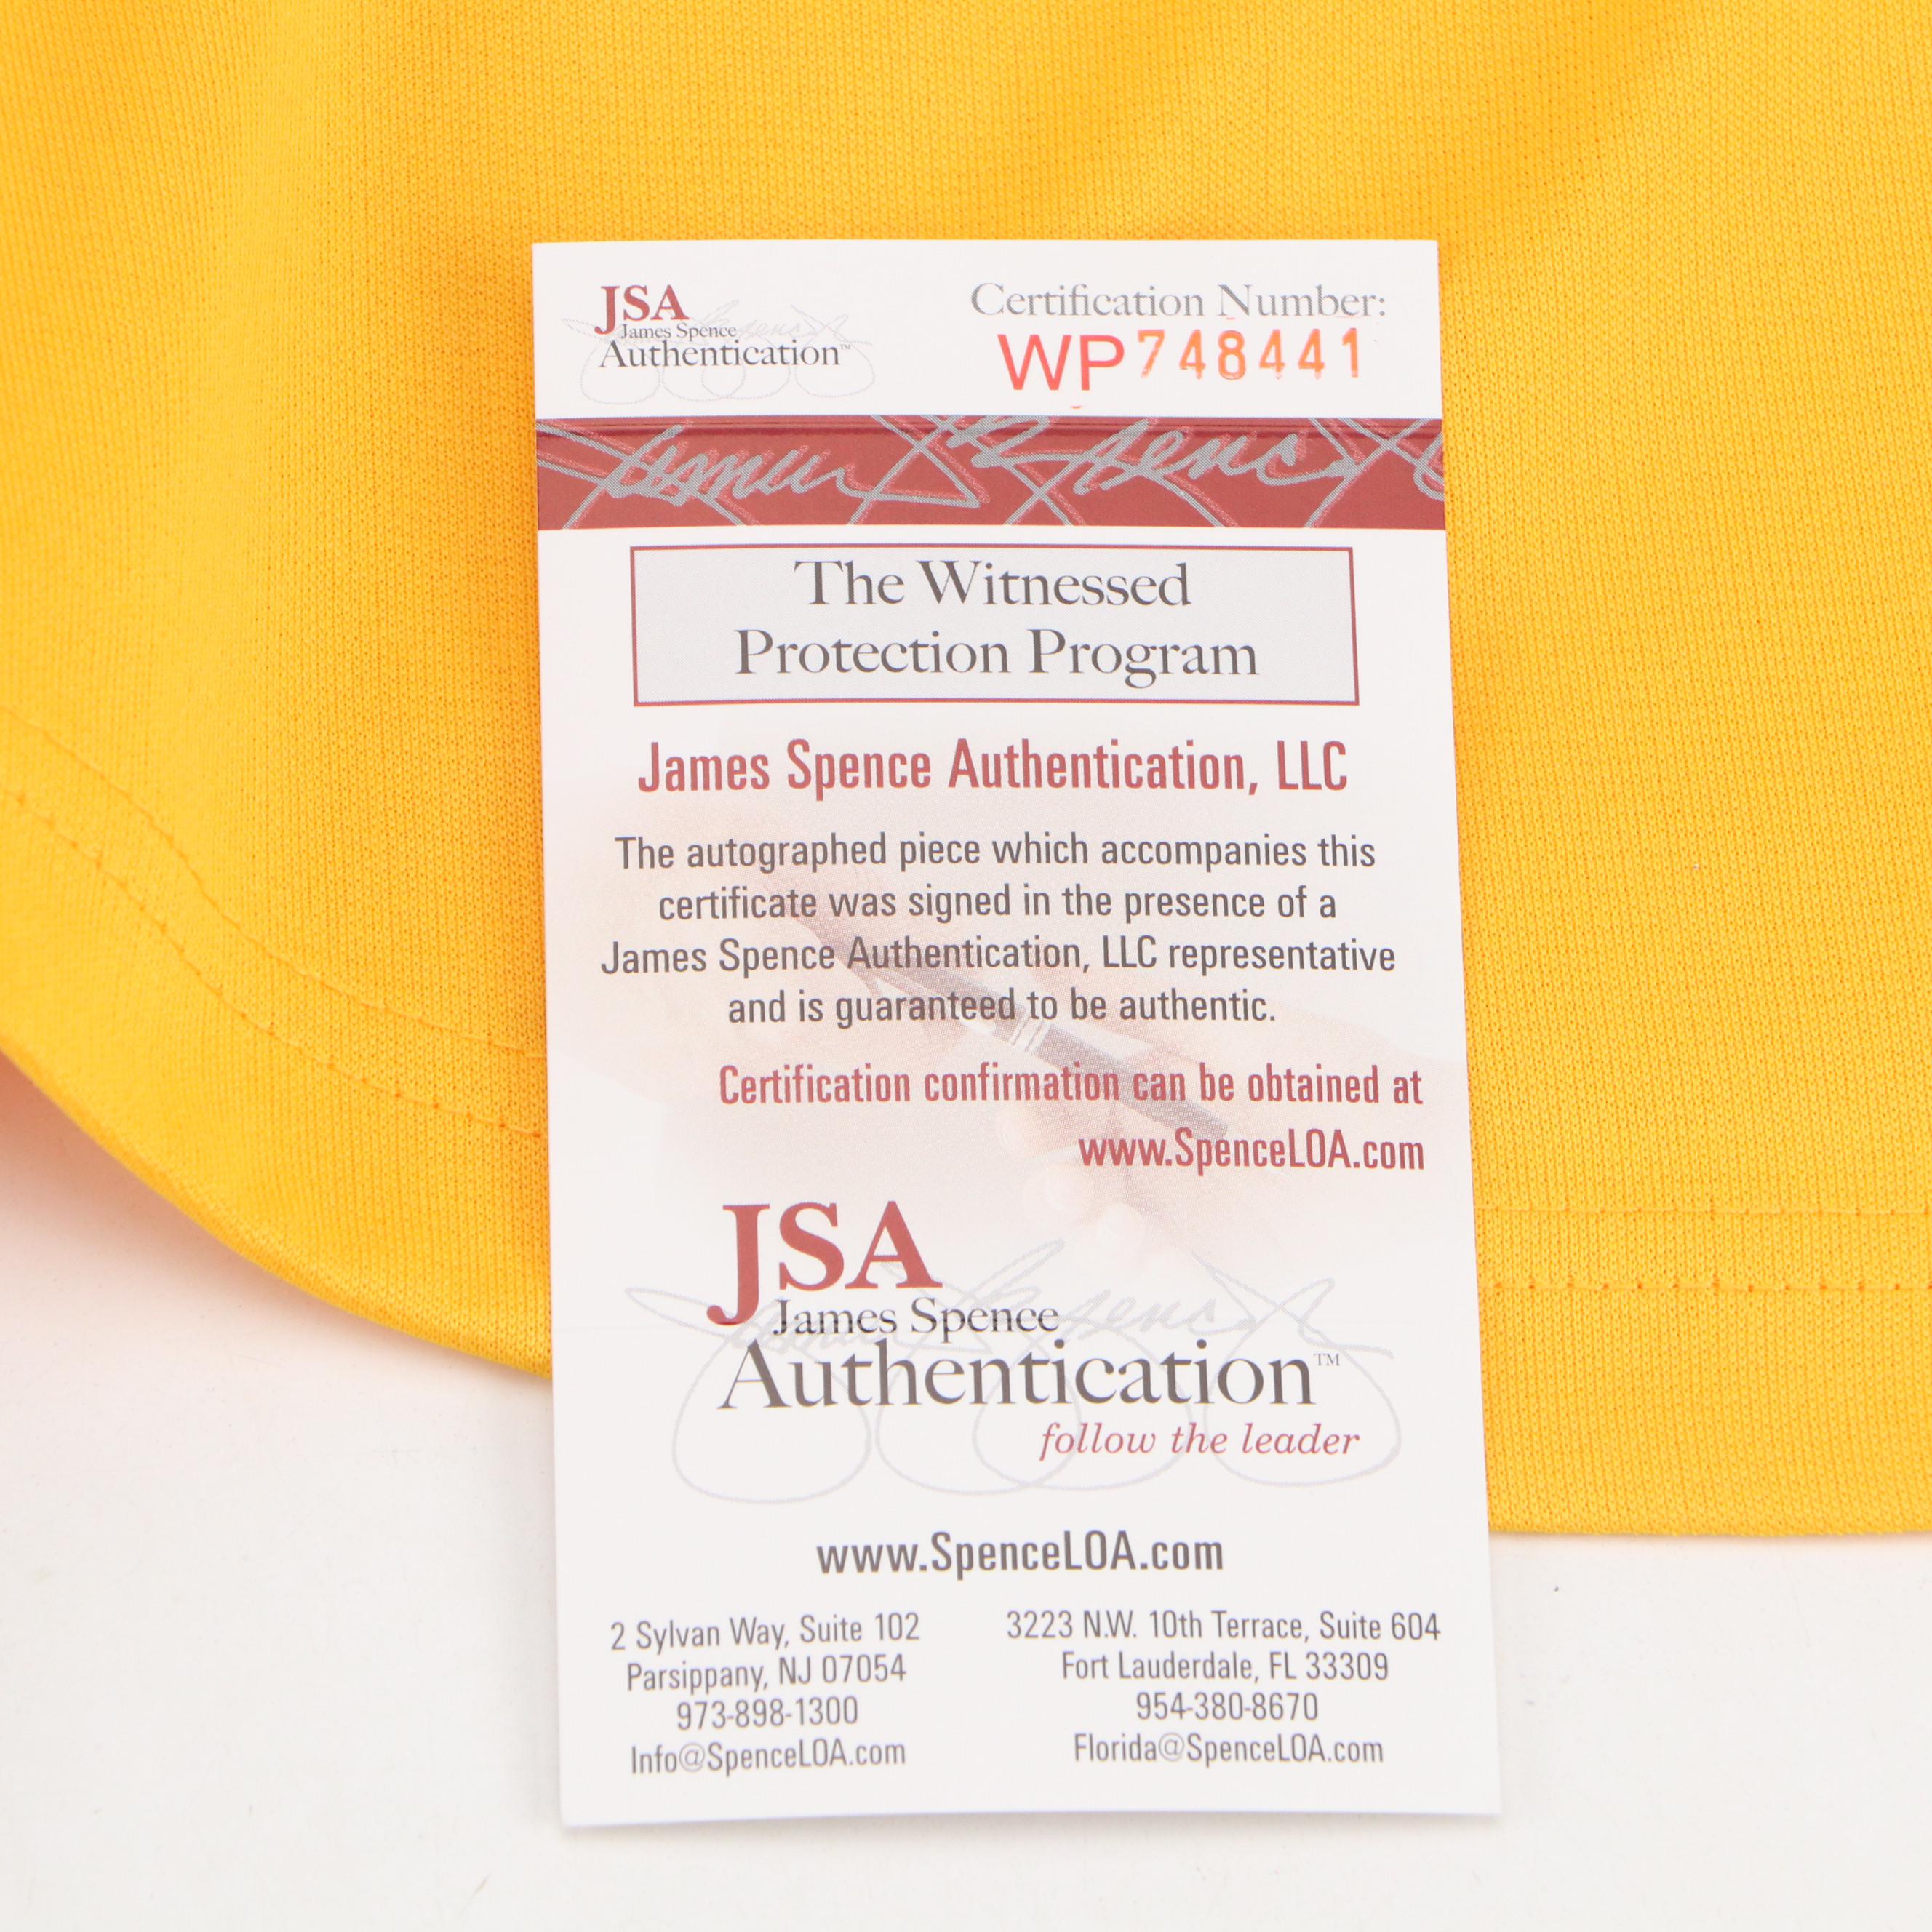 JSA
James Spence
Authentication™
Certification Number:
WP748441
James Spence
The Witnessed
Protection Program
James Spence Authentication, LLC
The autographed piece which accompanies this
certificate was signed in the presence of a
James Spence Authentication, LLC representative
and is guaranteed to be authentic.
Certification confirmation can be obtained at
www.SpenceLOA.com
JSA
James Spence
Authentication™
follow the leader
www.SpenceLOA.com
2 Sylvan Way, Suite 102
Parsippany, NJ 07054
973-898-1300
Info@SpenceLOA.com
3223 N.W. 10th Terrace, Suite 604
Fort Lauderdale, FL 33309
954-380-8670
Florida@SpenceLOA.com